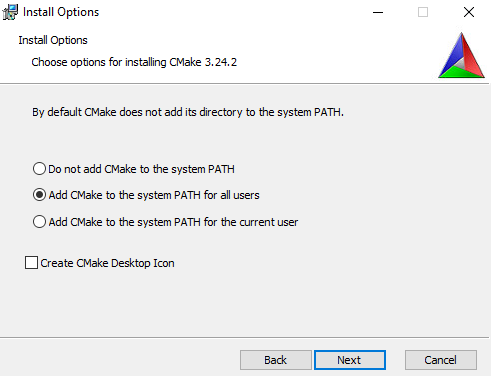 Install Options
Install Options
Choose options for installing CMake 3.24.2
By default CMake does not add its directory to the system PATH.
Do not add CMake to the system PATH
Add CMake to the system PATH for all users
Add CMake to the system PATH for the current user
Create CMake Desktop Icon
Back
Next
Cancel